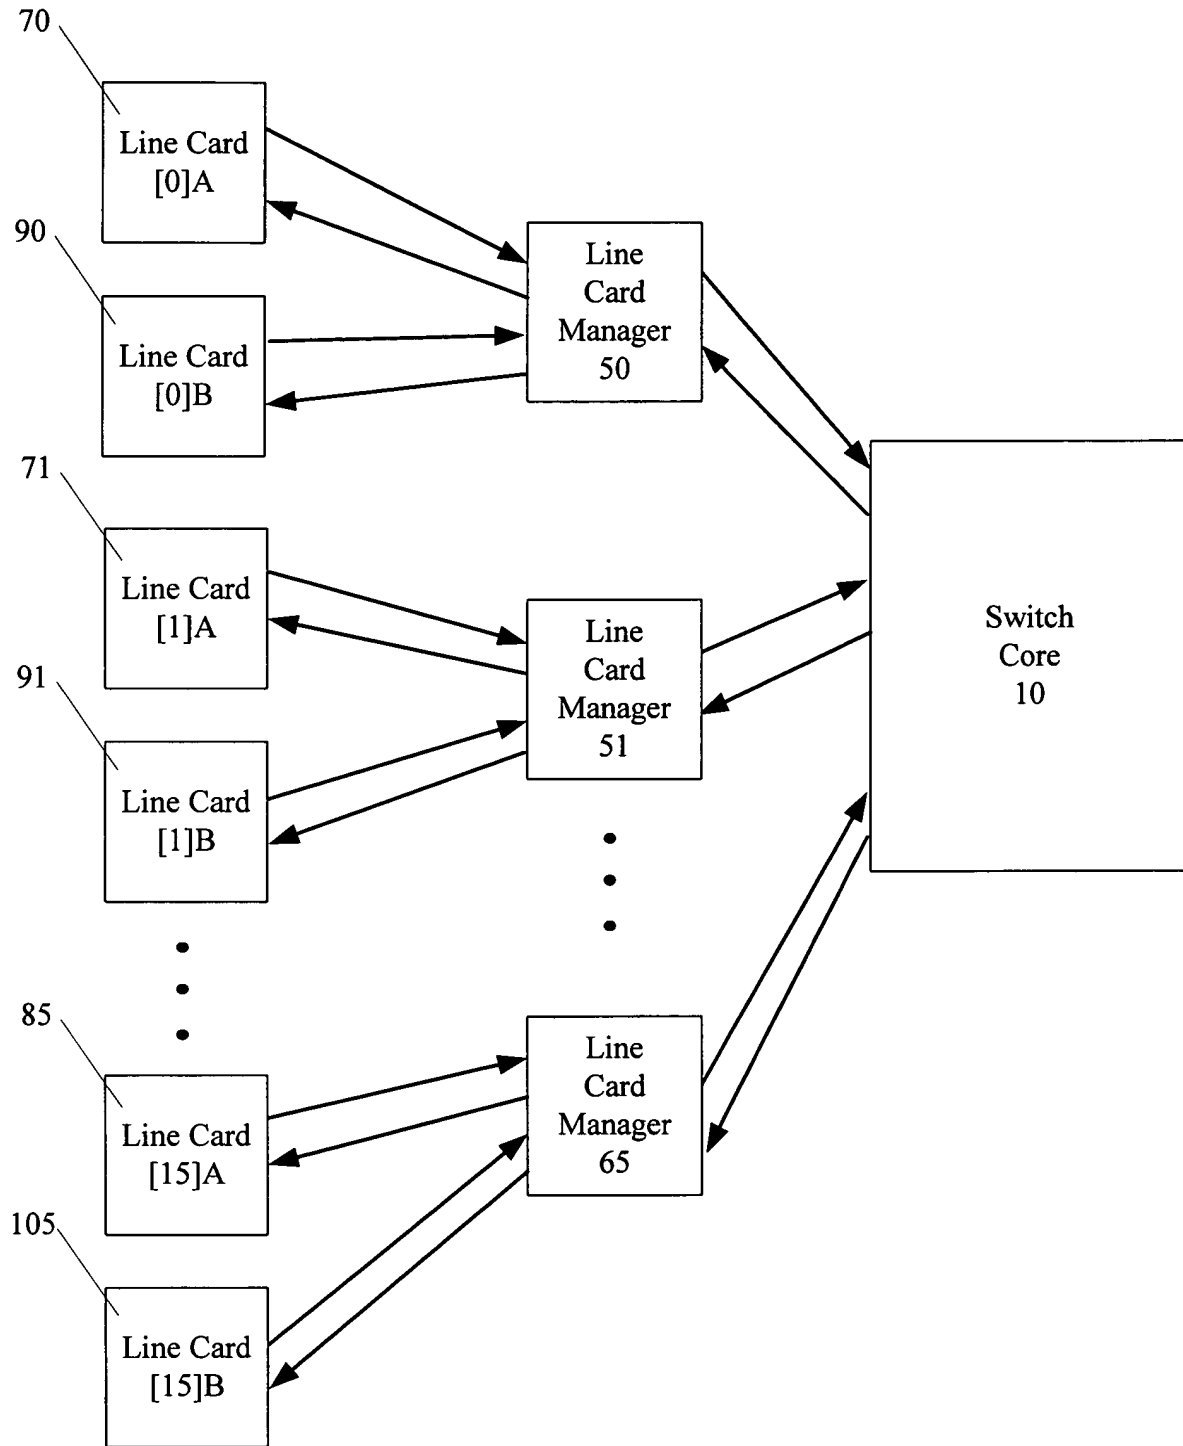 70
Line Card
[0]A
90
Line Card
[0]B
Line
Card
Manager
50
71
Line Card
[1]A
91
Line Card
[1]B
Line
Card
Manager
51
Switch
Core
10
85
Line Card
[15]A
105
Line Card
[15]B
Line
Card
Manager
65